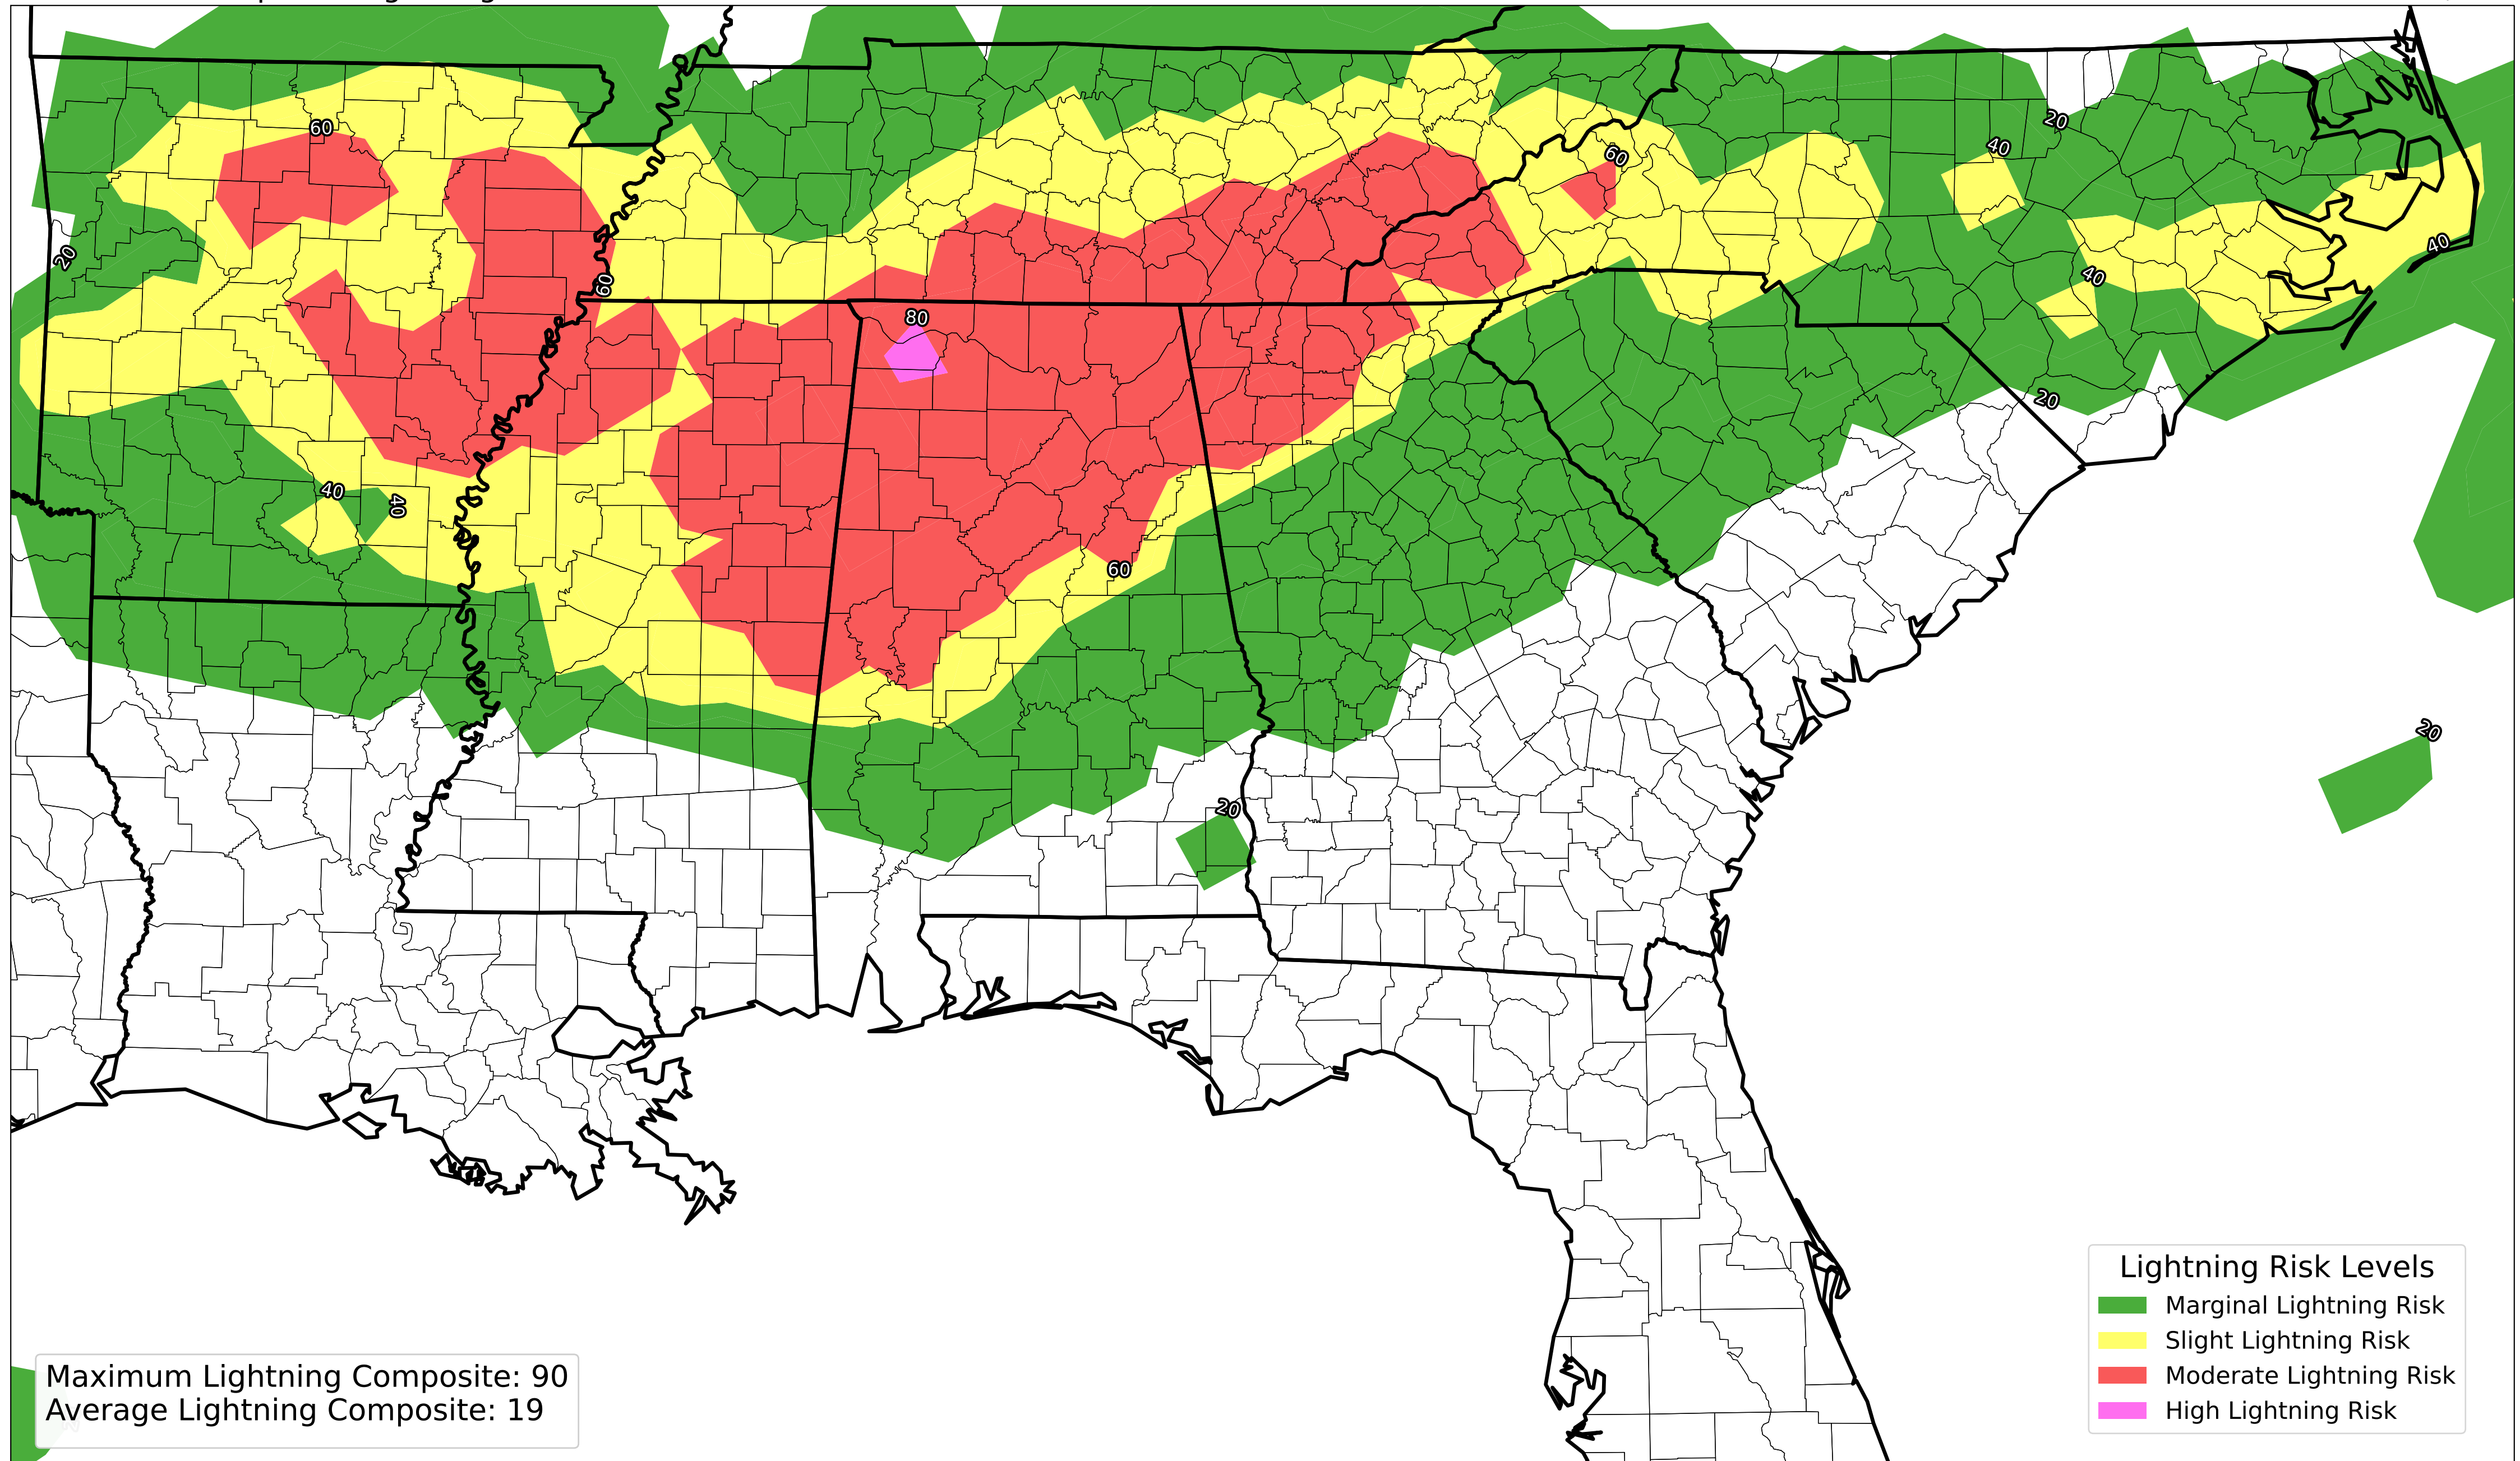 60
20
40
20
60
40
40
60
80
20
40
40
60
20
20
Lightning Risk Levels
Marginal Lightning Risk
Slight Lightning Risk
Moderate Lightning Risk
High Lightning Risk
Maximum Lightning Composite: 90
Average Lightning Composite: 19